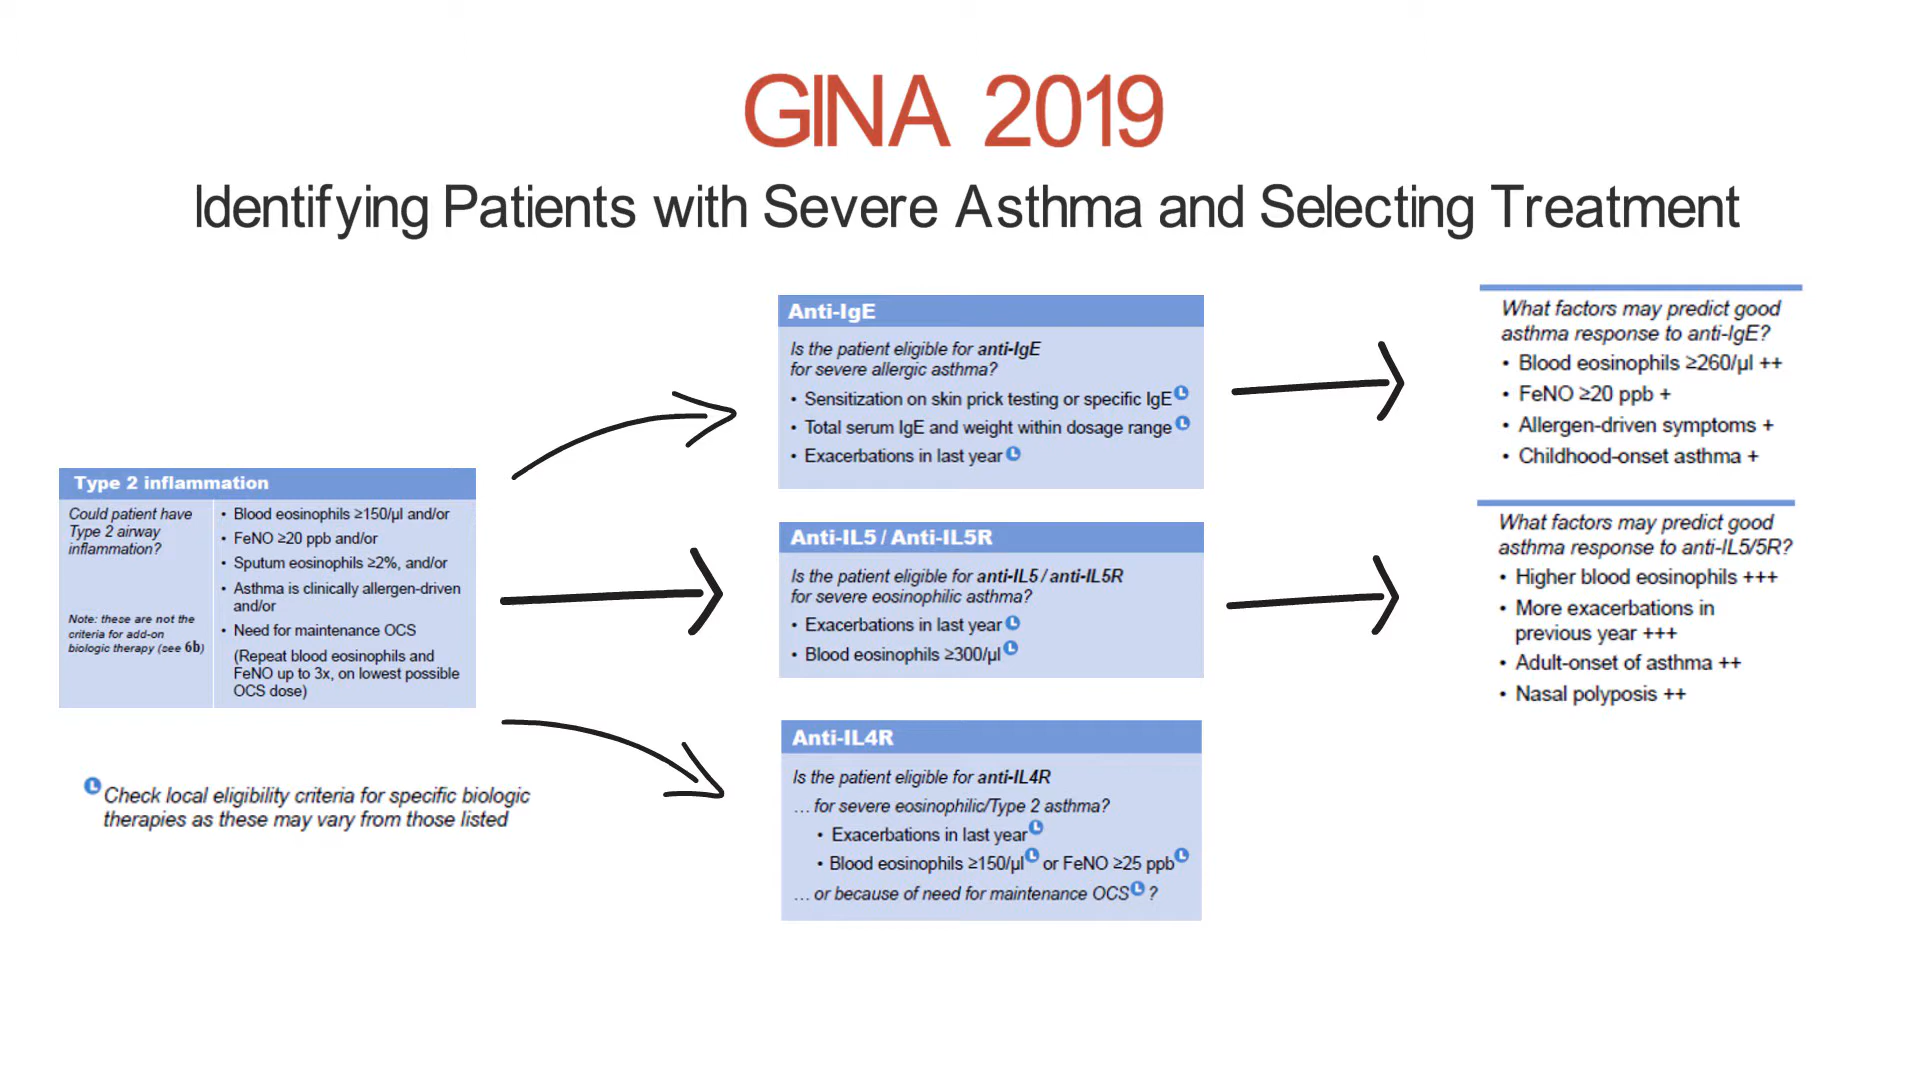 GINA 2019
Identifying Patients with Severe Asthma and Selecting Treatment
Type 2 inflammation
Could patient have
Type 2 airway
inflammation?
Note: these are not the
criteria for add-on
biologic therapy (see 6b)
• Blood eosinophils ≥150/μl and/or
• FeNO ≥20 ppb and/or
• Sputum eosinophils ≥2%, and/or
• Asthma is clinically allergen-driven
and/or
• Need for maintenance OCS
(Repeat blood eosinophils and
FeNO up to 3x, on lowest possible
OCS dose)
L Check local eligibility criteria for specific biologic
therapies as these may vary from those listed
Anti-IgE
Is the patient eligible for anti-IgE
for severe allergic asthma?
• Sensitization on skin prick testing or specific IgE L
• Total serum IgE and weight within dosage range L
• Exacerbations in last year L
Anti-IL5 / Anti-IL5R
Is the patient eligible for anti-IL5 / anti-IL5R
for severe eosinophilic asthma?
• Exacerbations in last year L
• Blood eosinophils ≥300/μl L
Anti-IL4R
Is the patient eligible for anti-IL4R
… for severe eosinophilic/Type 2 asthma?
• Exacerbations in last year L
• Blood eosinophils ≥150/μl L or FeNO ≥25 ppb L
… or because of need for maintenance OCS L ?
What factors may predict good
asthma response to anti-IgE?
• Blood eosinophils ≥260/μl ++
• FeNO ≥20 ppb +
• Allergen-driven symptoms +
• Childhood-onset asthma +
What factors may predict good
asthma response to anti-IL5/5R?
• Higher blood eosinophils +++
• More exacerbations in
previous year +++
• Adult-onset of asthma ++
• Nasal polyposis ++